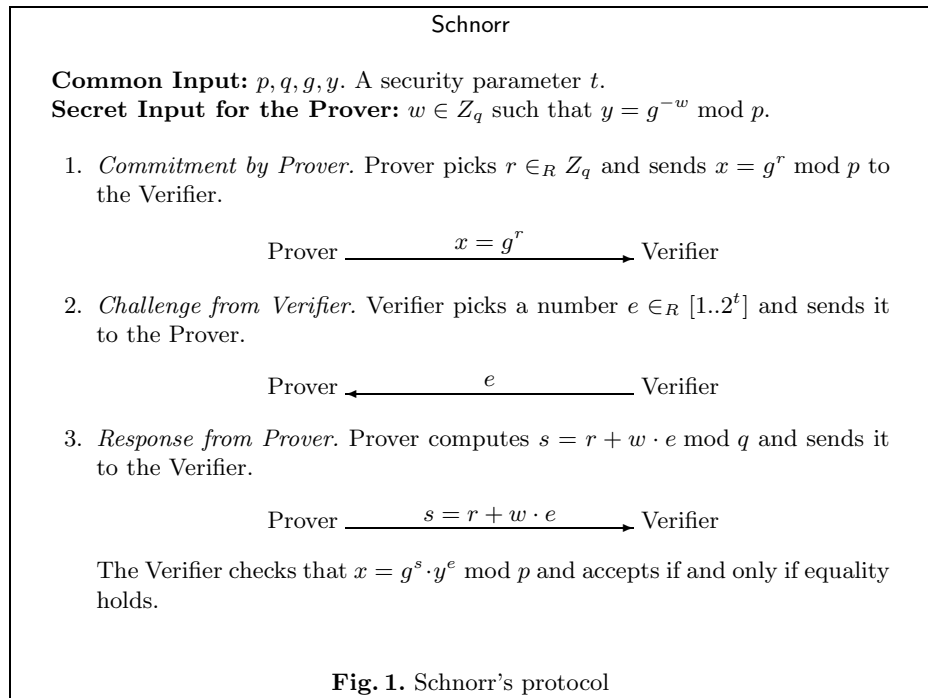 Schnorr
Common Input: p, q, g, y. A security parameter t.
Secret Input for the Prover: w ∈ Z_q such that y = g^{−w} mod p.
1. Commitment by Prover. Prover picks r ∈_R Z_q and sends x = g^r mod p to
the Verifier.
Prover x = g^r Verifier
2. Challenge from Verifier. Verifier picks a number e ∈_R [1..2^t] and sends it
to the Prover.
Prover e Verifier
3. Response from Prover. Prover computes s = r + w · e mod q and sends it
to the Verifier.
Prover s = r + w · e Verifier
The Verifier checks that x = g^s · y^e mod p and accepts if and only if equality
holds.
Fig. 1. Schnorr's protocol